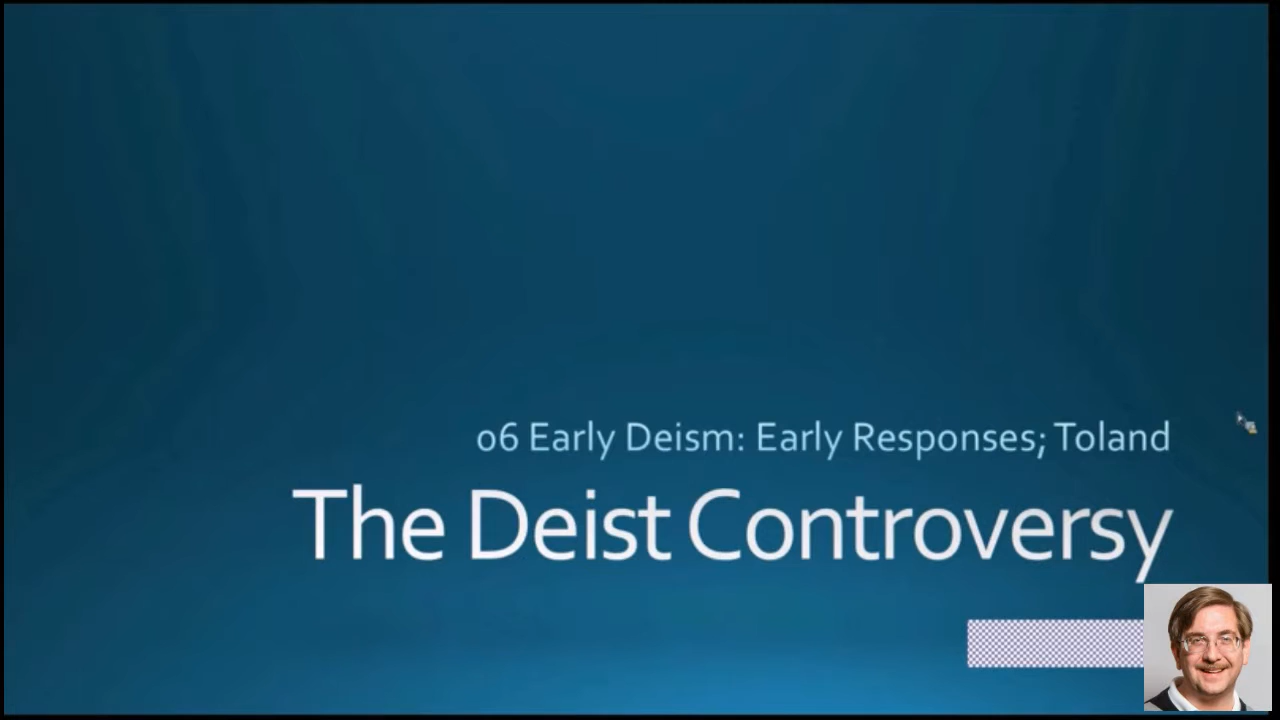 06 Early Deism: Early Responses; Toland
The Deist Controversy